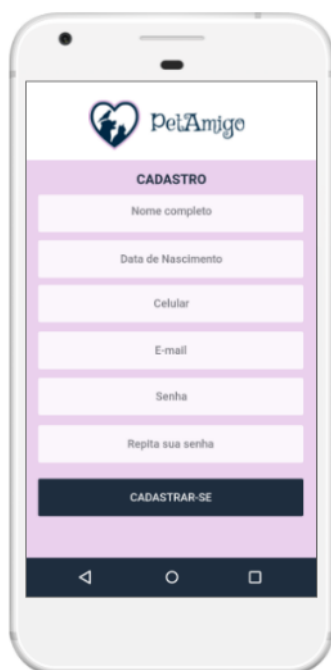 PetAmigo
CADASTRO
Nome completo
Data de Nascimento
Celular
E-mail
Senha
Repita sua senha
CADASTRAR-SE